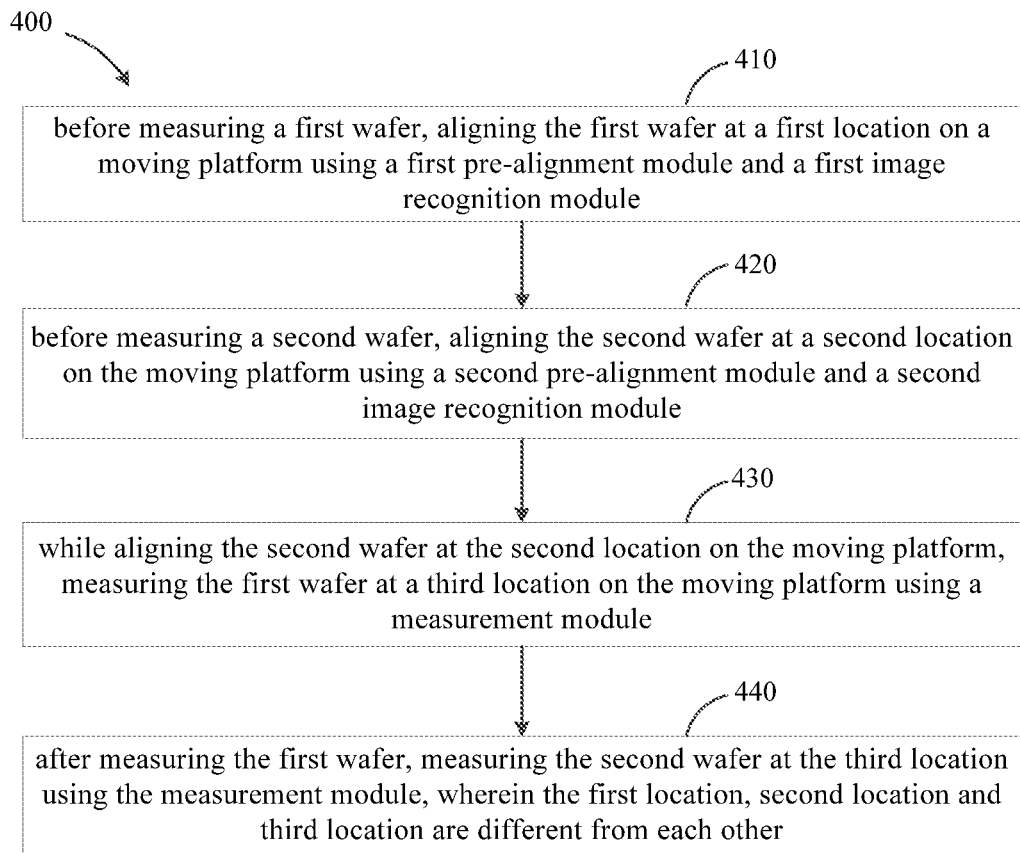 400
410
before measuring a first wafer, aligning the first wafer at a first location on a
moving platform using a first pre-alignment module and a first image
recognition module
420
before measuring a second wafer, aligning the second wafer at a second location
on the moving platform using a second pre-alignment module and a second
image recognition module
430
while aligning the second wafer at the second location on the moving platform,
measuring the first wafer at a third location on the moving platform using a
measurement module
440
after measuring the first wafer, measuring the second wafer at the third location
using the measurement module, wherein the first location, second location and
third location are different from each other